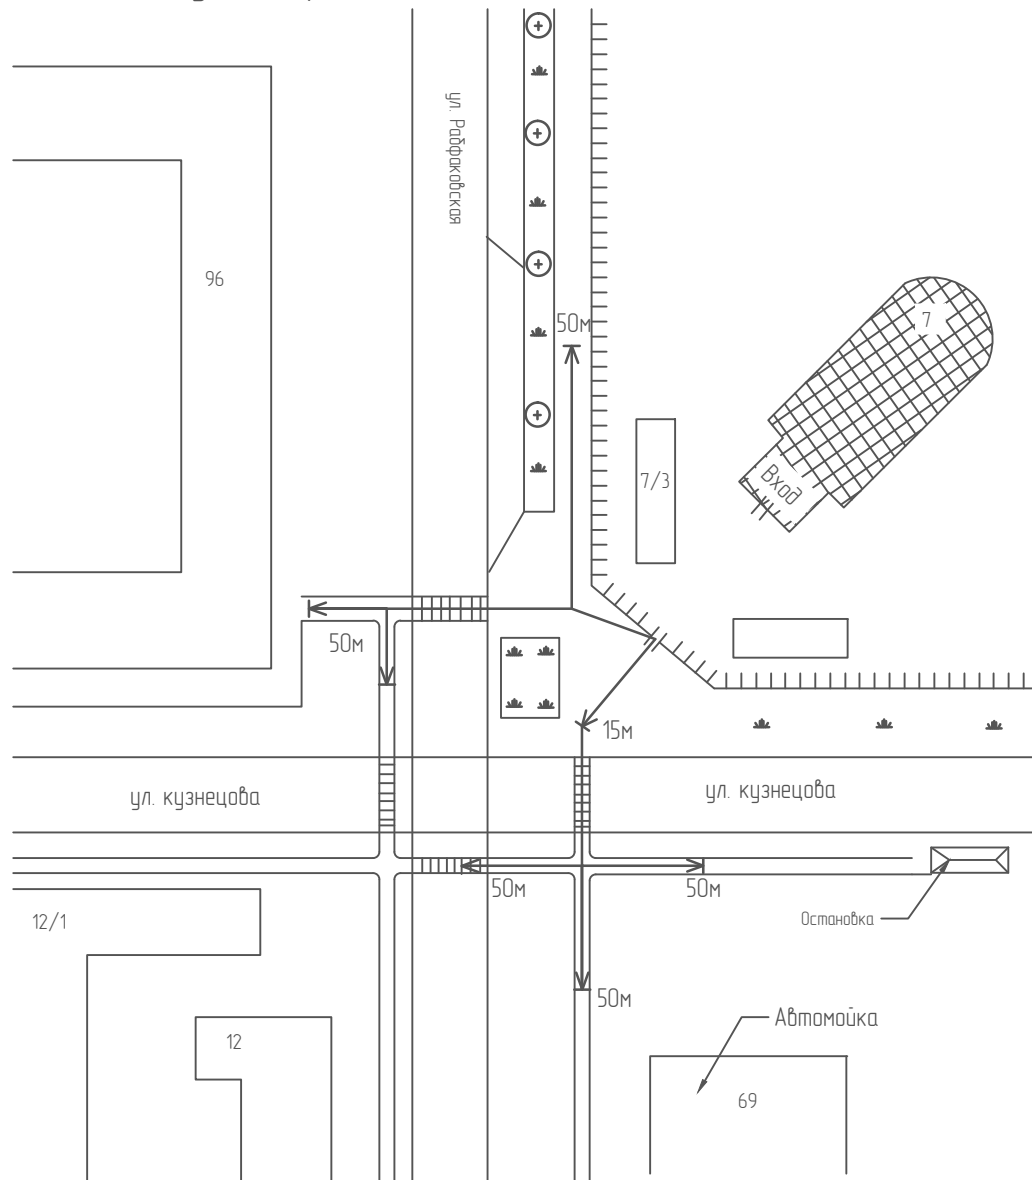 ул. Рабфаковская
96
7
50м
7/3
Вход
50м
15м
ул. кузнецова
ул. кузнецова
50м
50м
12/1
Остановка
50м
Автомойка
12
69